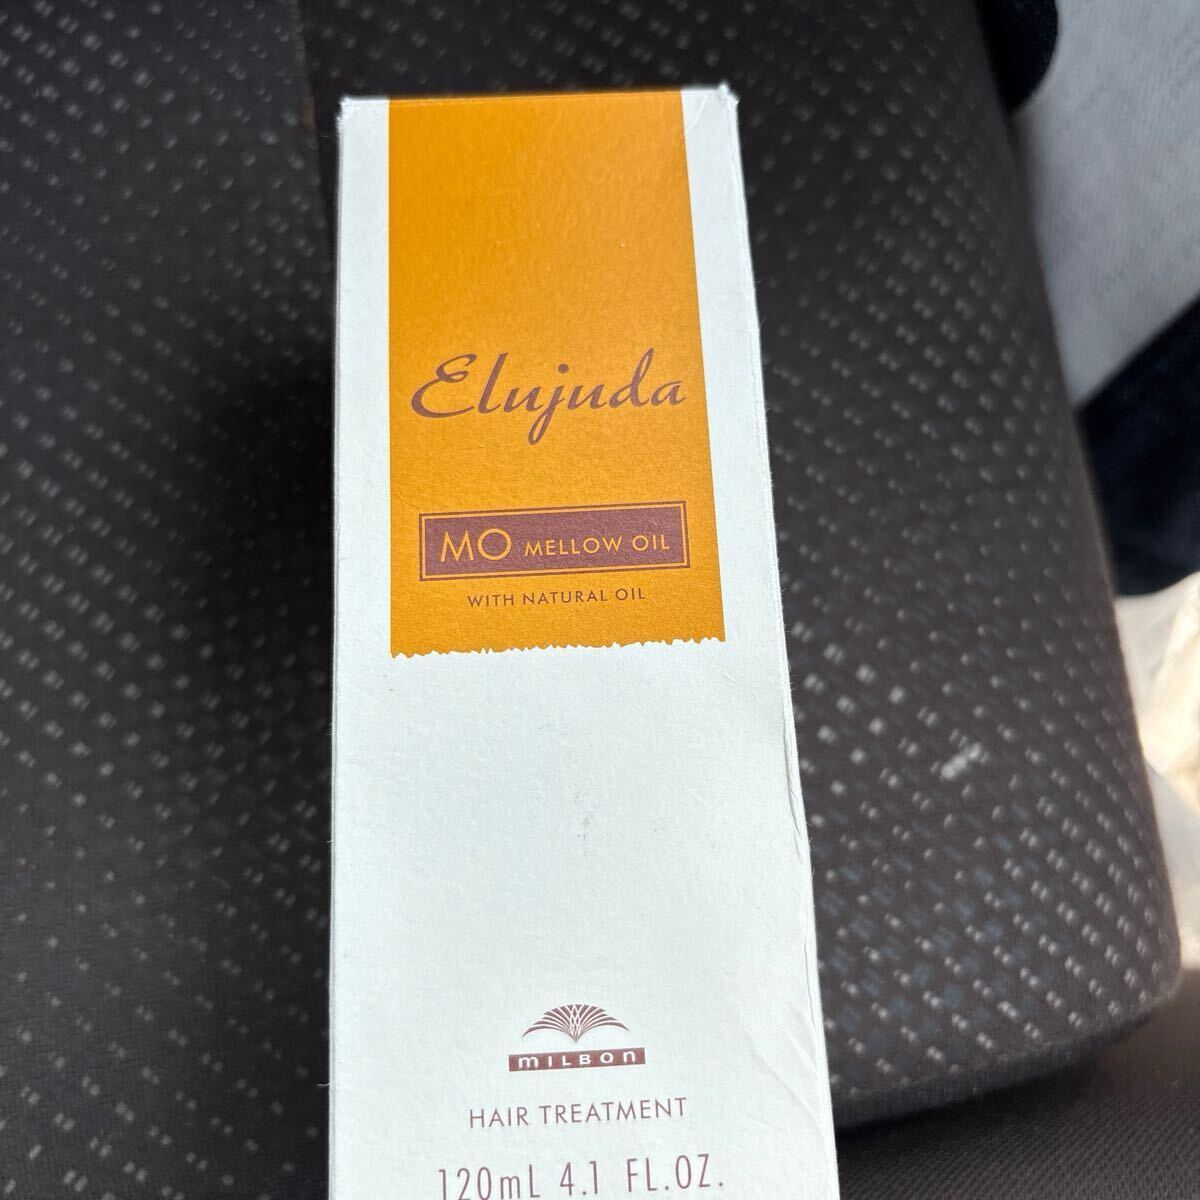 Elujuda
MO MELLOW OIL
WITH NATURAL OIL
MILBON
HAIR TREATMENT
120mL 4.1 FL.OZ.